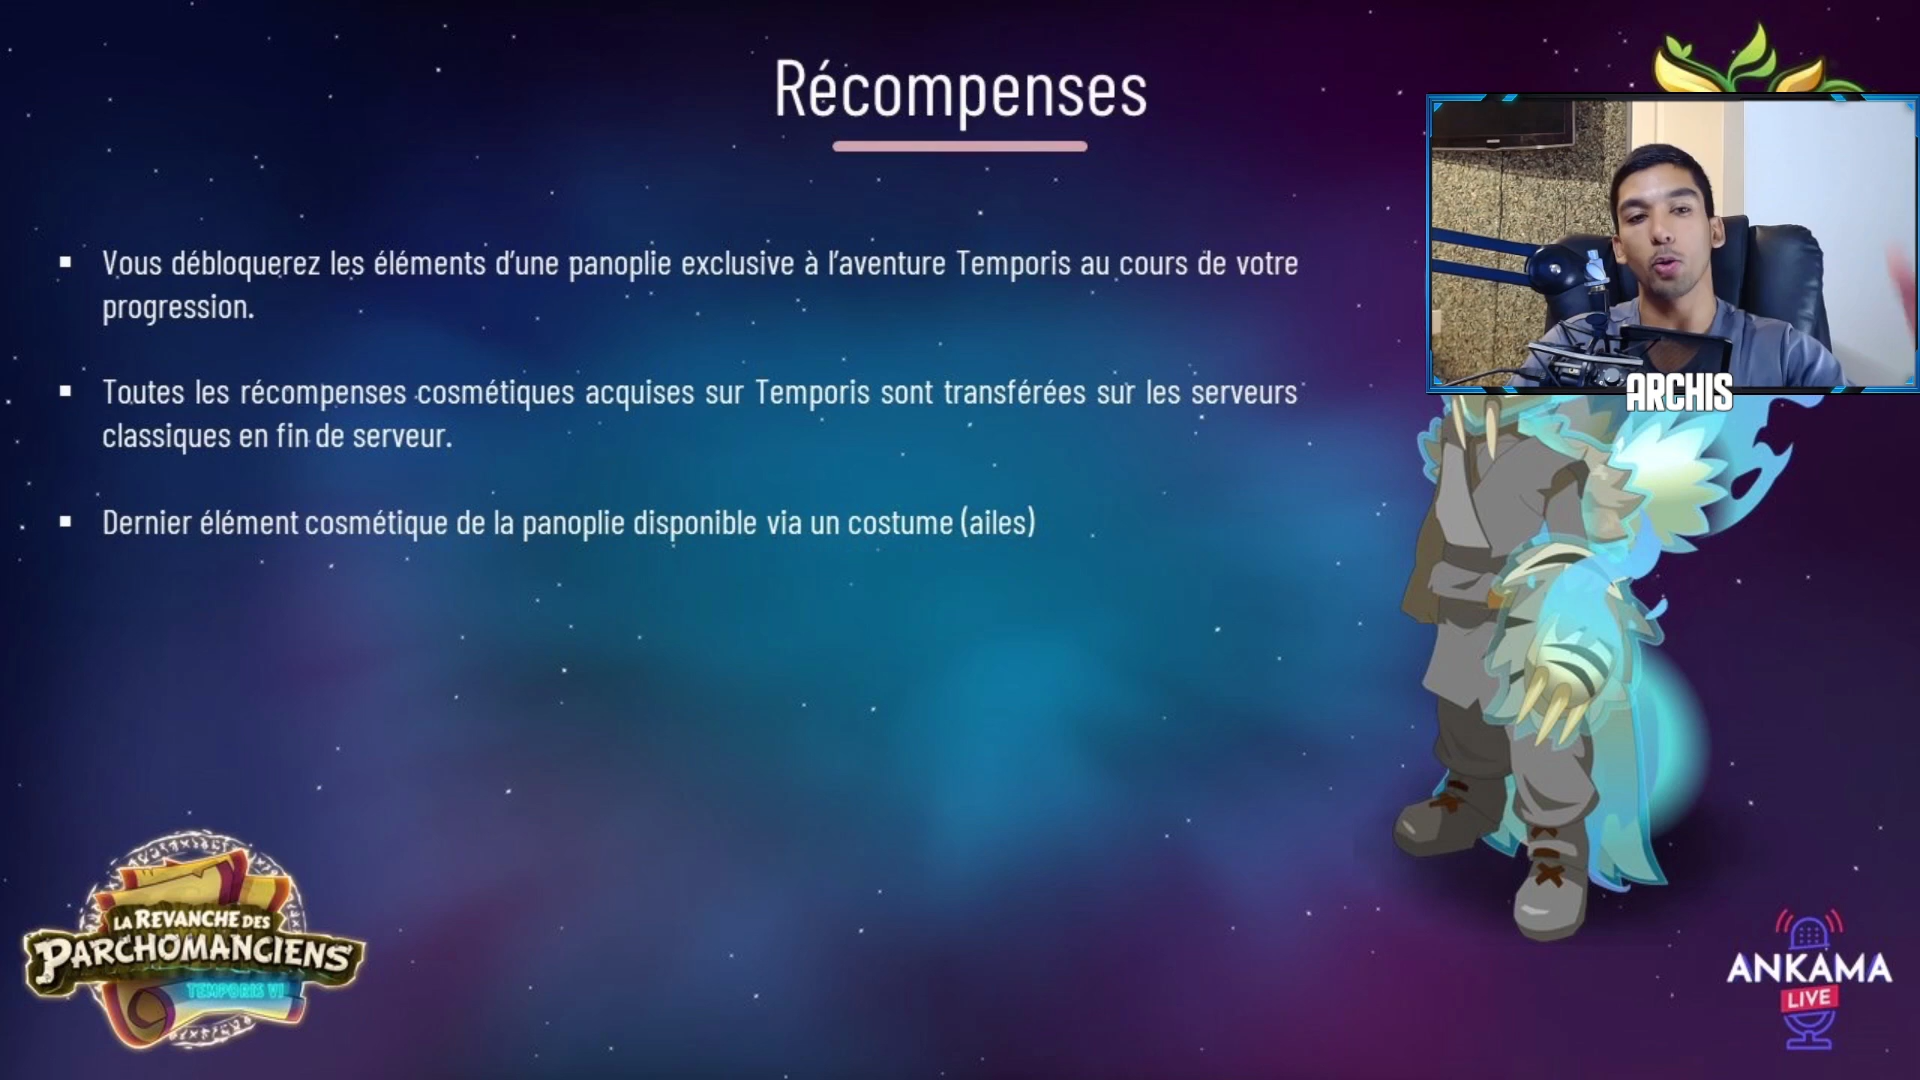 Récompenses
▪ Vous débloquerez les éléments d’une panoplie exclusive à l’aventure Temporis au cours de votre
progression.
▪ Toutes les récompenses cosmétiques acquises sur Temporis sont transférées sur les serveurs
classiques en fin de serveur.
▪ Dernier élément cosmétique de la panoplie disponible via un costume (ailes)
ARCHIS
LA REVANCHE DES
PARCHOMANCIENS
TEMPORIS VI
ANKAMA
LIVE